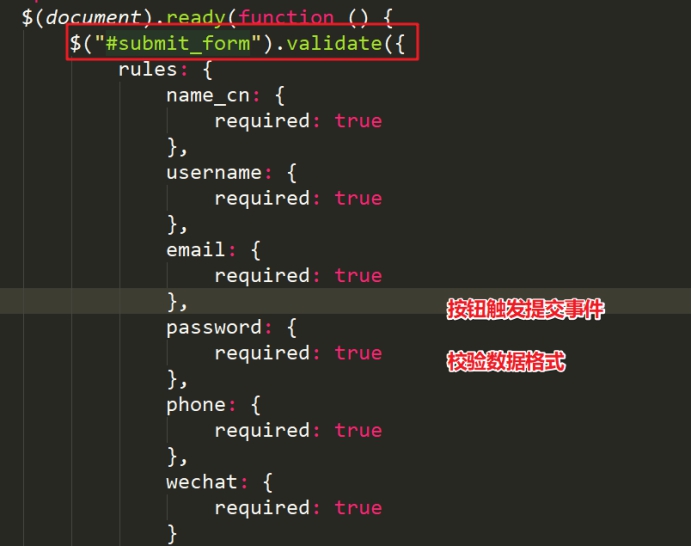 $(document).ready(function () {
$("#submit_form").validate({
rules: {
name_cn: {
required: true
},
username: {
required: true
},
email: {
required: true
},
按钮触发提交事件
password: {
required: true
校验数据格式
},
phone: {
required: true
},
wechat: {
required: true
}